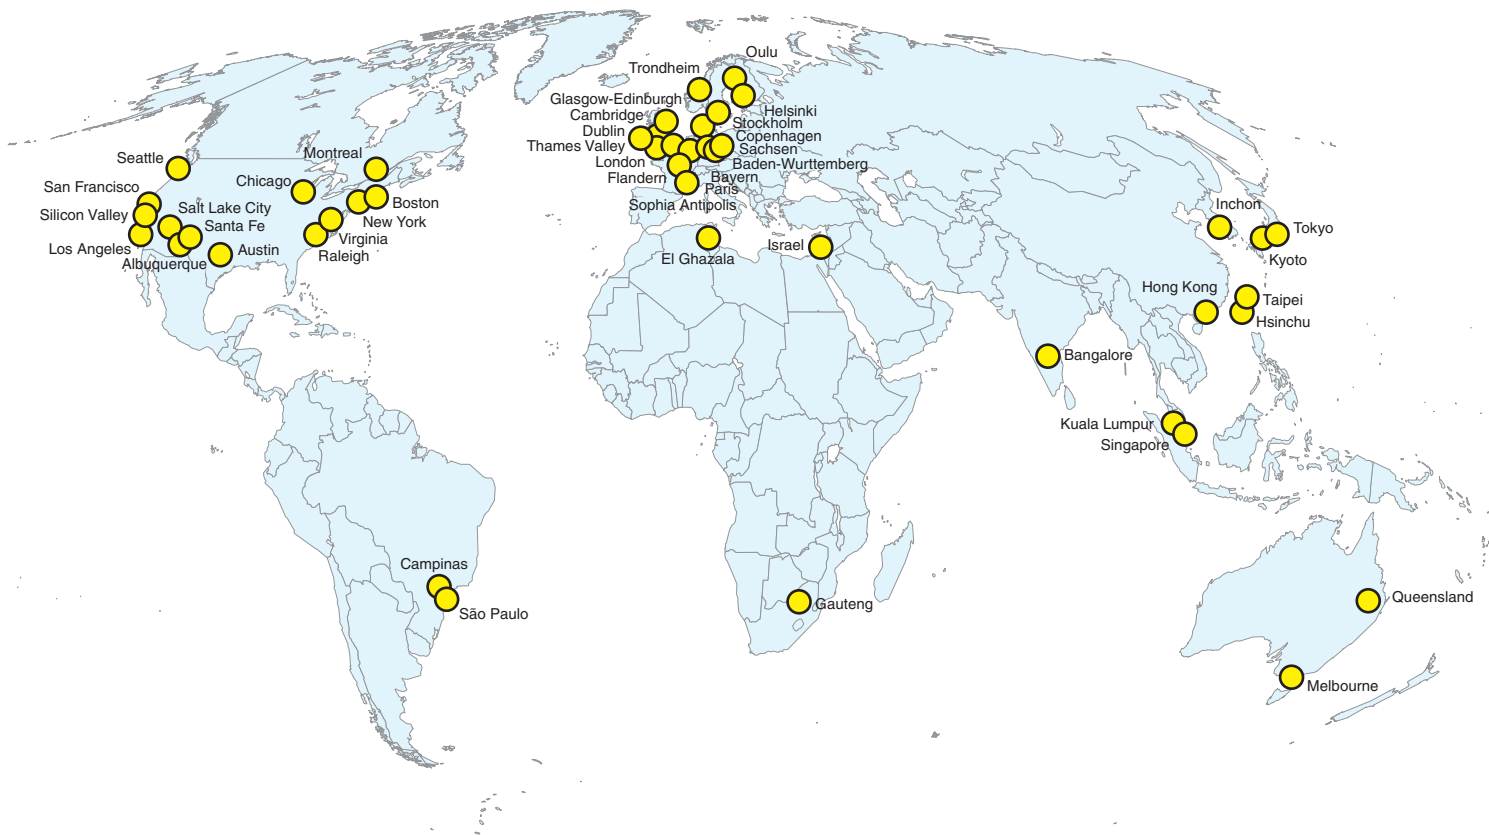 Oulu
Trondheim
Glasgow-Edinburgh
Helsinki
Cambridge
Stockholm
Dublin
Copenhagen
Thames Valley
Sachsen
London
Baden-Wurttemberg
Flandern
Bayern
Paris
Sophia Antipolis
Seattle
Montreal
Chicago
San Francisco
Boston
Silicon Valley
Salt Lake City
New York
Santa Fe
Virginia
Los Angeles
Austin
Raleigh
Albuquerque
El Ghazala
Israel
Inchon
Tokyo
Kyoto
Hong Kong
Taipei
Hsinchu
Bangalore
Kuala Lumpur
Singapore
Campinas
São Paulo
Gauteng
Queensland
Melbourne